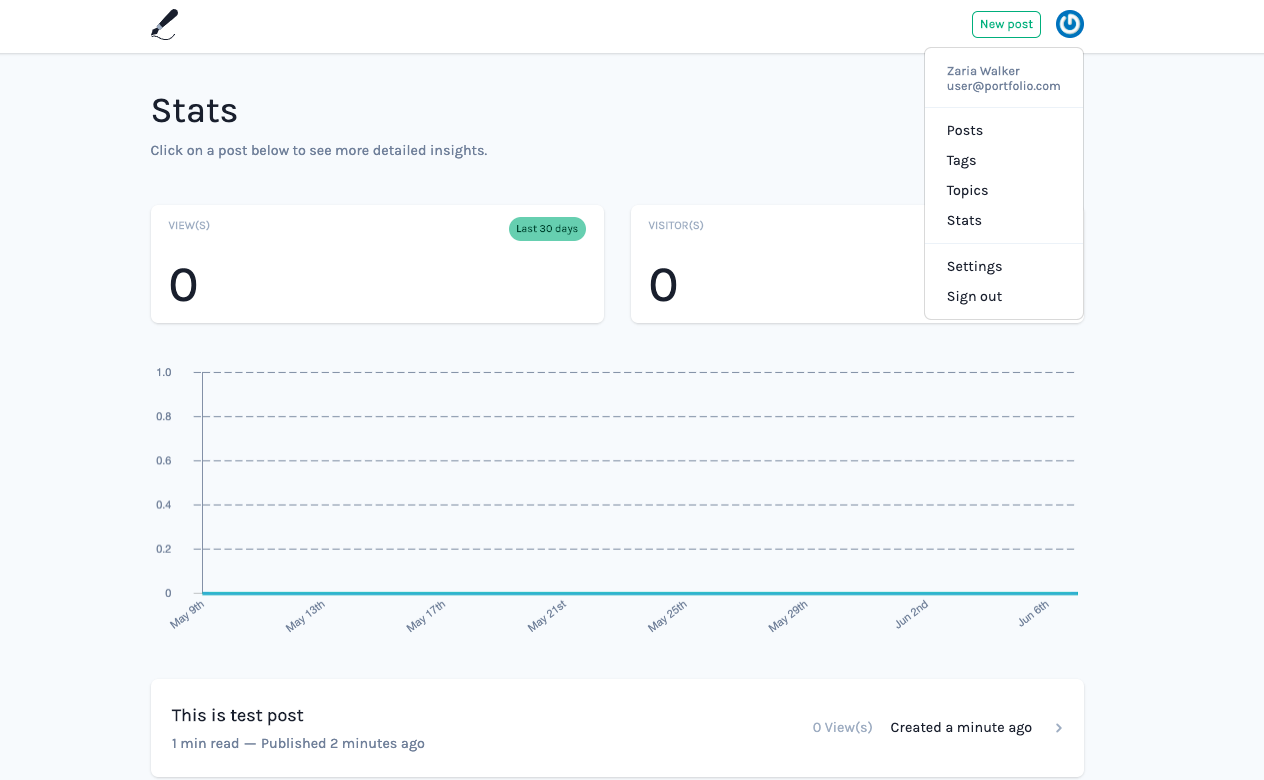 New post
Zaria Walker
user@portfolio.com
Posts
Tags
Topics
Stats
Settings
Sign out
Stats
Click on a post below to see more detailed insights.
VIEW(S)
Last 30 days
0
VISITOR(S)
0
1.0
0.8
0.6
0.4
0.2
0
May 9th
May 13th
May 17th
May 21st
May 25th
May 29th
Jun 2nd
Jun 6th
This is test post
1 min read — Published 2 minutes ago
0 View(s)
Created a minute ago